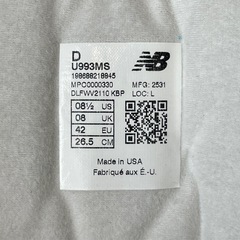 D
U993MS NB
196688218845
MPO0000330 MFG: 2531
DLFWV2110 KBP LOC: L
08½ US
08 UK
42 EU
26.5 CM
Made in USA
Fabriqué aux É.-U.